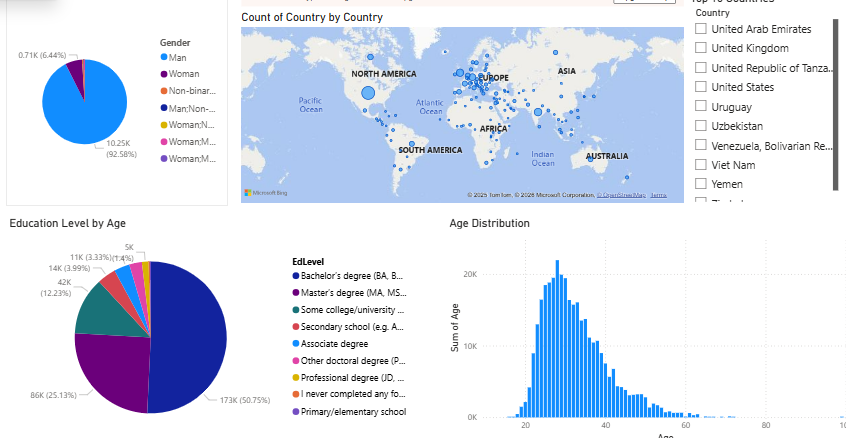 Count of Country by Country
Gender
Man
Woman
Non-binar...
Man;Non-...
Woman;N...
Woman;M...
Woman;M...
0.71K (6.44%)
10.25K
(92.58%)
NORTH AMERICA
EUROPE
ASIA
Pacific
Ocean
Atlantic
Ocean
AFRICA
SOUTH AMERICA
Indian
Ocean
AUSTRALIA
Microsoft Bing
© 2025 TomTom, © 2026 Microsoft Corporation, © OpenStreetMap Terms
Country
United Arab Emirates
United Kingdom
United Republic of Tanza...
United States
Uruguay
Uzbekistan
Venezuela, Bolivarian Re...
Viet Nam
Yemen
Education Level by Age
5K
(1.4%)
11K (3.33%)
14K (3.99%)
42K
(12.23%)
86K (25.13%)
173K (50.75%)
EdLevel
Bachelor's degree (BA, B...
Master's degree (MA, MS...
Some college/university ...
Secondary school (e.g. A...
Associate degree
Other doctoral degree (P...
Professional degree (JD, ...
I never completed any fo...
Primary/elementary school
Age Distribution
Sum of Age
20K
10K
0K
20
40
60
80
Age